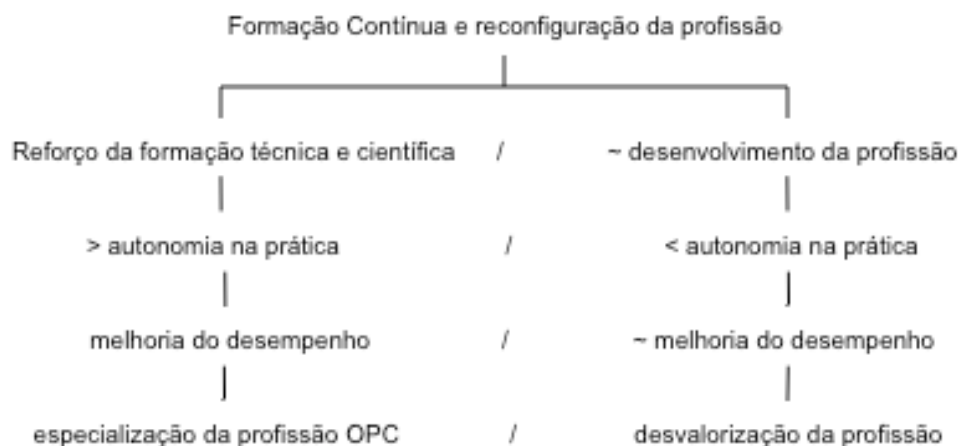 Formação Contínua e reconfiguração da profissão
Reforço da formação técnica e científica / ~ desenvolvimento da profissão
> autonomia na prática / < autonomia na prática
melhoria do desempenho / ~ melhoria do desempenho
especialização da profissão OPC / desvalorização da profissão